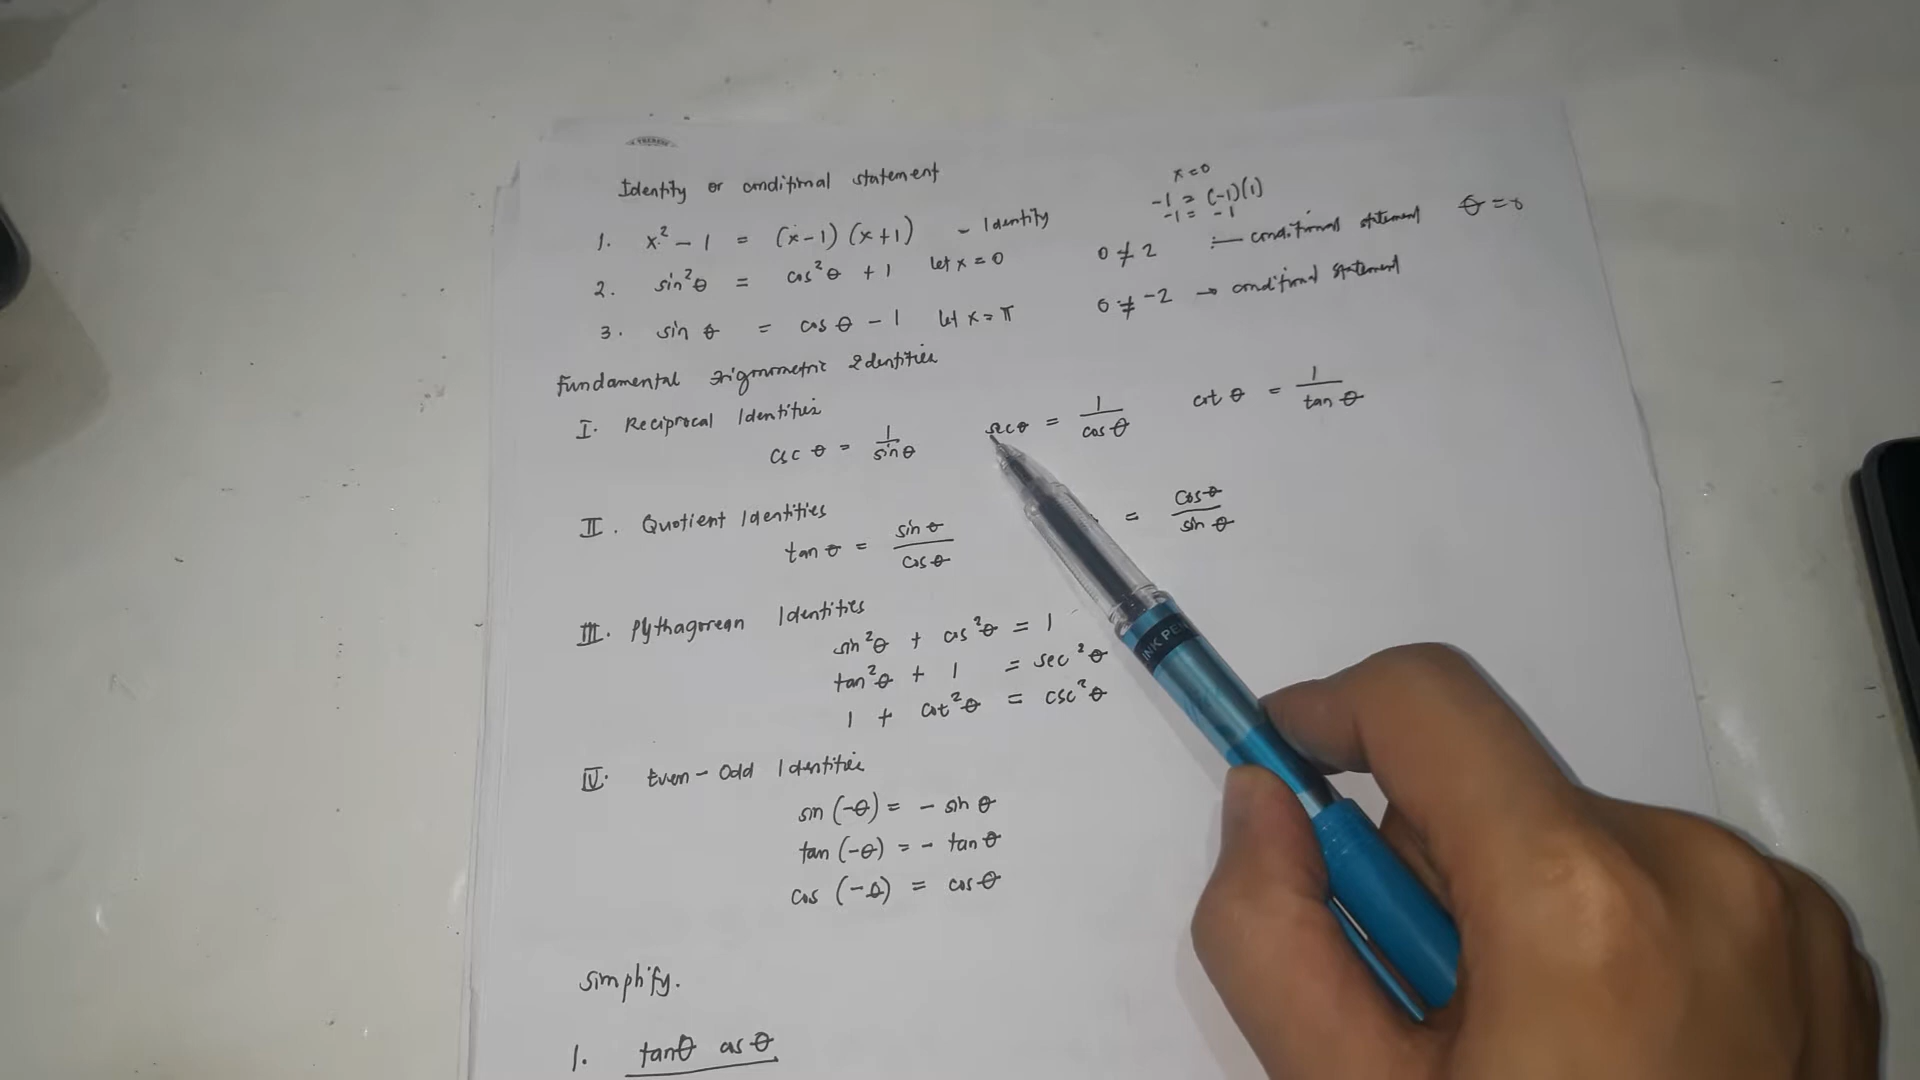 Identity or conditional statement
x = 0
-1 = (-1)(1)
-1 = -1
1. x² - 1 = (x-1) (x+1) - Identity
2. sin²θ = cos²θ + 1 let x = 0 0 ≠ 2 conditional statement θ =
3. sin θ = cos θ - 1 let x = π 0 ≠ -2 → conditional statement
Fundamental Trigonometric Identities
I. Reciprocal Identities
csc θ = 1/sin θ sec θ = 1/cos θ cot θ = 1/tan θ
II. Quotient Identities
tan θ = sin θ/cos θ = cos θ/sin θ
III. Pythagorean Identities
sin²θ + cos²θ = 1
tan²θ + 1 = sec²θ
1 + cot²θ = csc²θ
IV. Even - Odd Identities
sin (-θ) = - sin θ
tan (-θ) = - tan θ
cos (-θ) = cos θ
Simplify.
1. tanθ cos θ
INK PEN